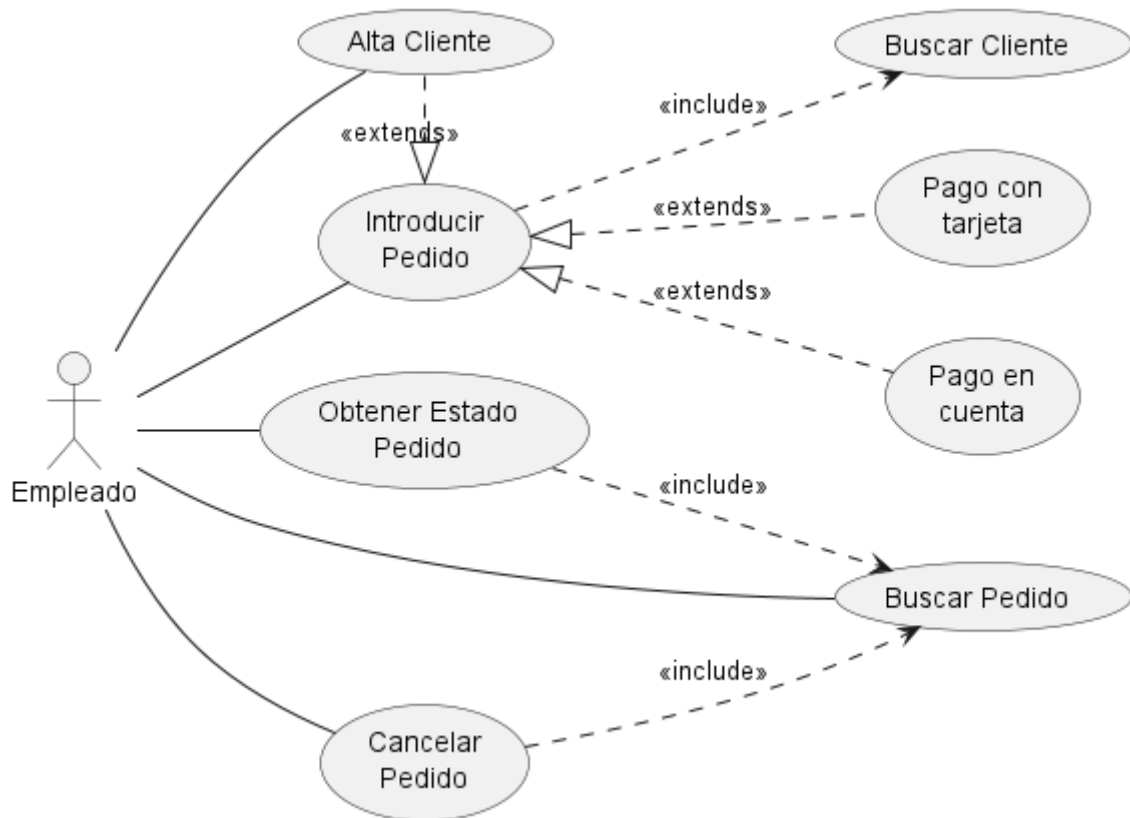 Alta Cliente
Buscar Cliente
«include»
«extends»
Introducir
Pedido
Pago con
tarjeta
«extends»
«extends»
Pago en
cuenta
Obtener Estado
Pedido
Empleado
«include»
Buscar Pedido
«include»
Cancelar
Pedido